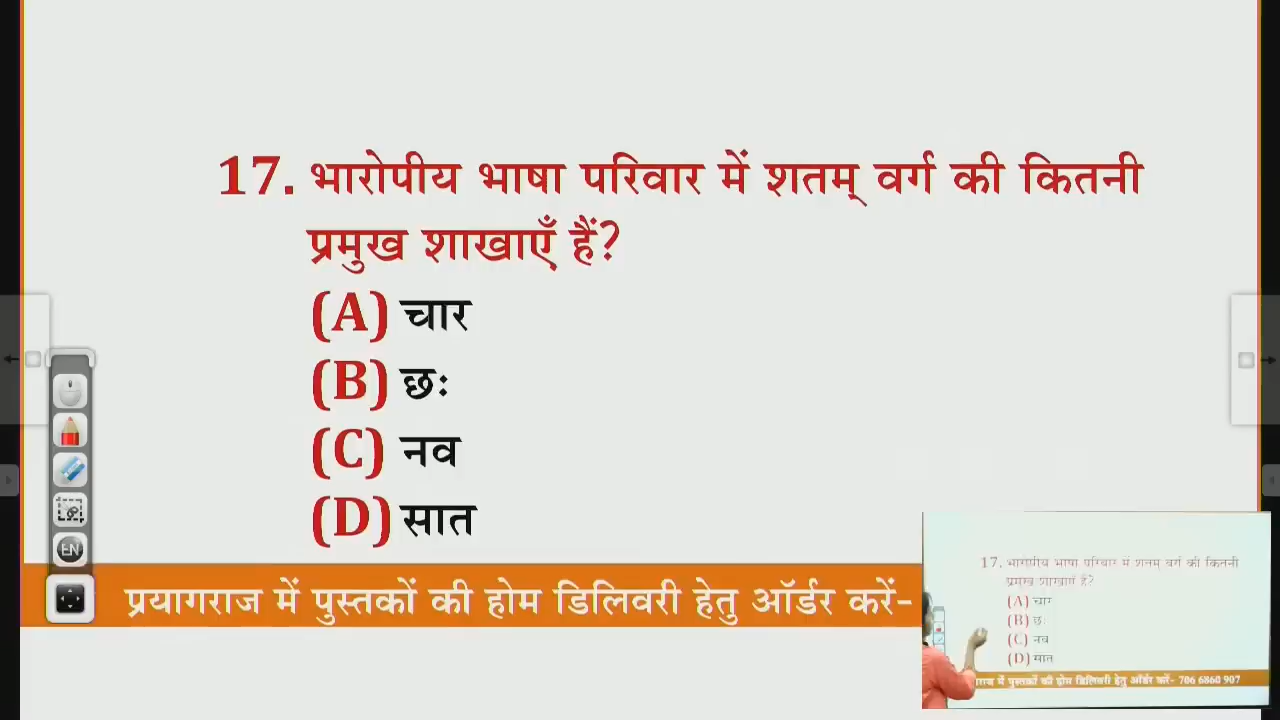 17. भारोपीय भाषा परिवार में शतम् वर्ग की कितनी
प्रमुख शाखाएँ हैं?
(A) चार
(B) छः
(C) नव
(D) सात
EN
प्रयागराज में पुस्तकों की होम डिलिवरी हेतु ऑर्डर करें-
17. भारोपीय भाषा परिवार में शतम् वर्ग की कितनी
प्रमुख शाखाएँ हैं?
(A) चार
(B) छः
(C) नव
(D) सात
राज में पुस्तकों की होम डिलिवरी हेतु ऑर्डर करें- 706 6860 907